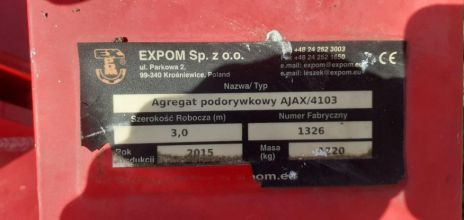 EXPOM Sp. z o.o.
ul. Parkowa 2,
99-340 Krośniewice, Poland
+48 24 252 3003
+48 24 252 1650
e.mail: expom@expom.eu
e.mail: leszek@expom.eu
CE
Nazwa/ Typ
Agregat podorywkowy AJAX/4103
Szerokość Robocza (m) Numer Fabryczny
3,0 1326
Rok 2015 Masa (kg)
pom.eu